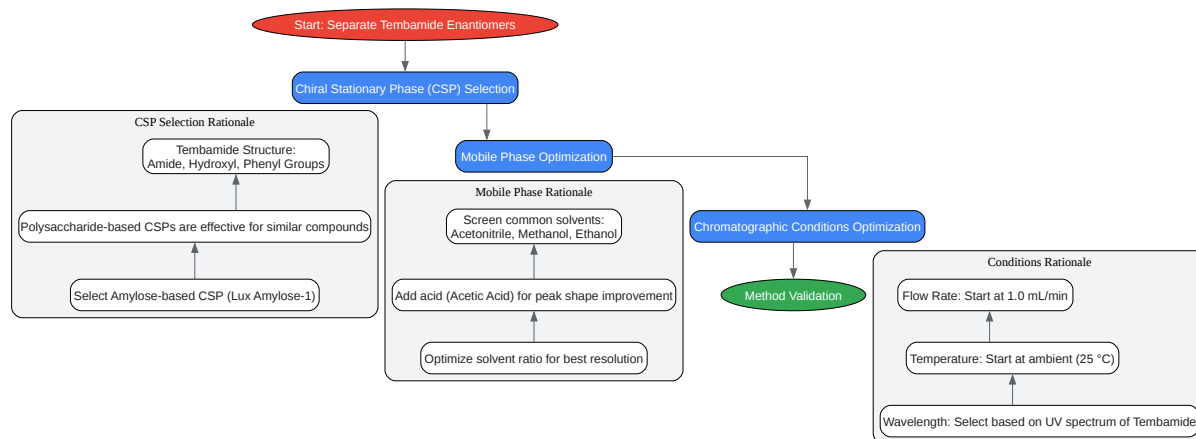 Start: Separate Tembamide Enantiomers
Chiral Stationary Phase (CSP) Selection
CSP Selection Rationale
Tembamide Structure:
Amide, Hydroxyl, Phenyl Groups
Polysaccharide-based CSPs are effective for similar compounds
Select Amylose-based CSP (Lux Amylose-1)
Mobile Phase Optimization
Mobile Phase Rationale
Screen common solvents:
Acetonitrile, Methanol, Ethanol
Add acid (Acetic Acid) for peak shape improvement
Optimize solvent ratio for best resolution
Chromatographic Conditions Optimization
Method Validation
Conditions Rationale
Flow Rate: Start at 1.0 mL/min
Temperature: Start at ambient (25 °C)
Wavelength: Select based on UV spectrum of Tembamide